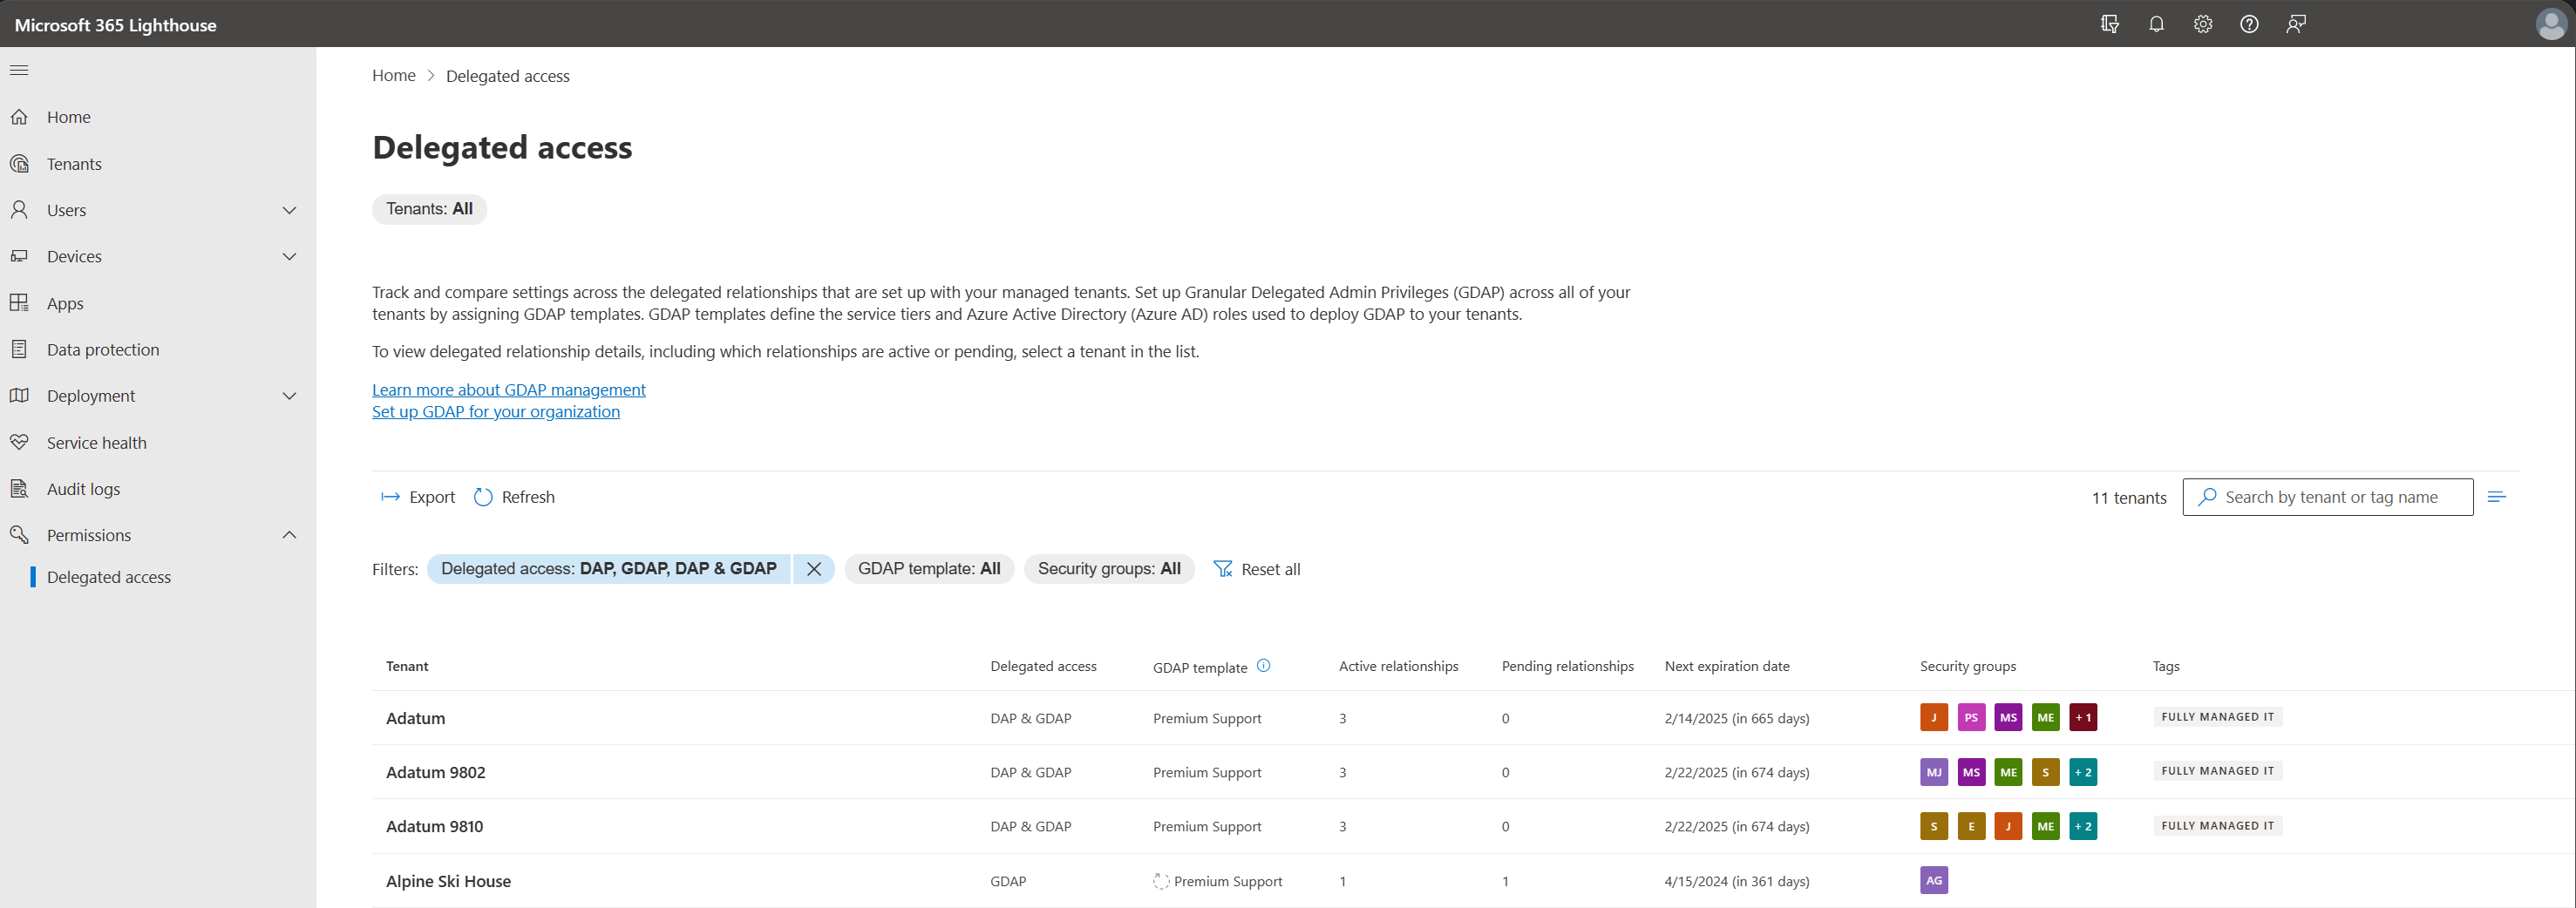 Microsoft 365 Lighthouse
Home
Tenants
Users
Devices
Apps
Data protection
Deployment
Service health
Audit logs
Permissions
Delegated access
Home > Delegated access
Delegated access
Tenants: All
Track and compare settings across the delegated relationships that are set up with your managed tenants. Set up Granular Delegated Admin Privileges (GDAP) across all of your
tenants by assigning GDAP templates. GDAP templates define the service tiers and Azure Active Directory (Azure AD) roles used to deploy GDAP to your tenants.
To view delegated relationship details, including which relationships are active or pending, select a tenant in the list.
Learn more about GDAP management
Set up GDAP for your organization
Export Refresh 11 tenants Search by tenant or tag name
Filters: Delegated access: DAP, GDAP, DAP & GDAP GDAP template: All Security groups: All Reset all
Tenant Delegated access GDAP template Active relationships Pending relationships Next expiration date Security groups Tags
Adatum DAP & GDAP Premium Support 3 0 2/14/2025 (in 665 days) J PS MS ME + 1 FULLY MANAGED IT
Adatum 9802 DAP & GDAP Premium Support 3 0 2/22/2025 (in 674 days) MJ MS ME S + 2 FULLY MANAGED IT
Adatum 9810 DAP & GDAP Premium Support 3 0 2/22/2025 (in 674 days) S E J ME + 2 FULLY MANAGED IT
Alpine Ski House GDAP Premium Support 1 1 4/15/2024 (in 361 days) AG